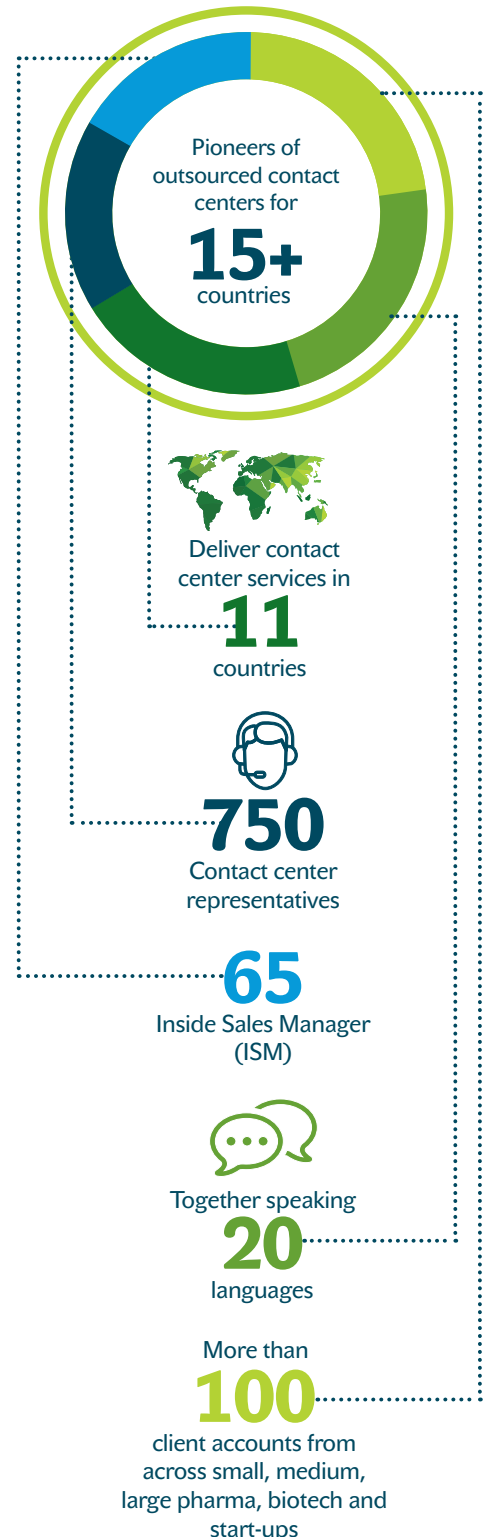 Pioneers of
outsourced contact
centers for
15+
countries
Deliver contact
center services in
11
countries
750
Contact center
representatives
65
Inside Sales Manager
(ISM)
Together speaking
20
languages
More than
100
client accounts from
across small, medium,
large pharma, biotech and
start-ups